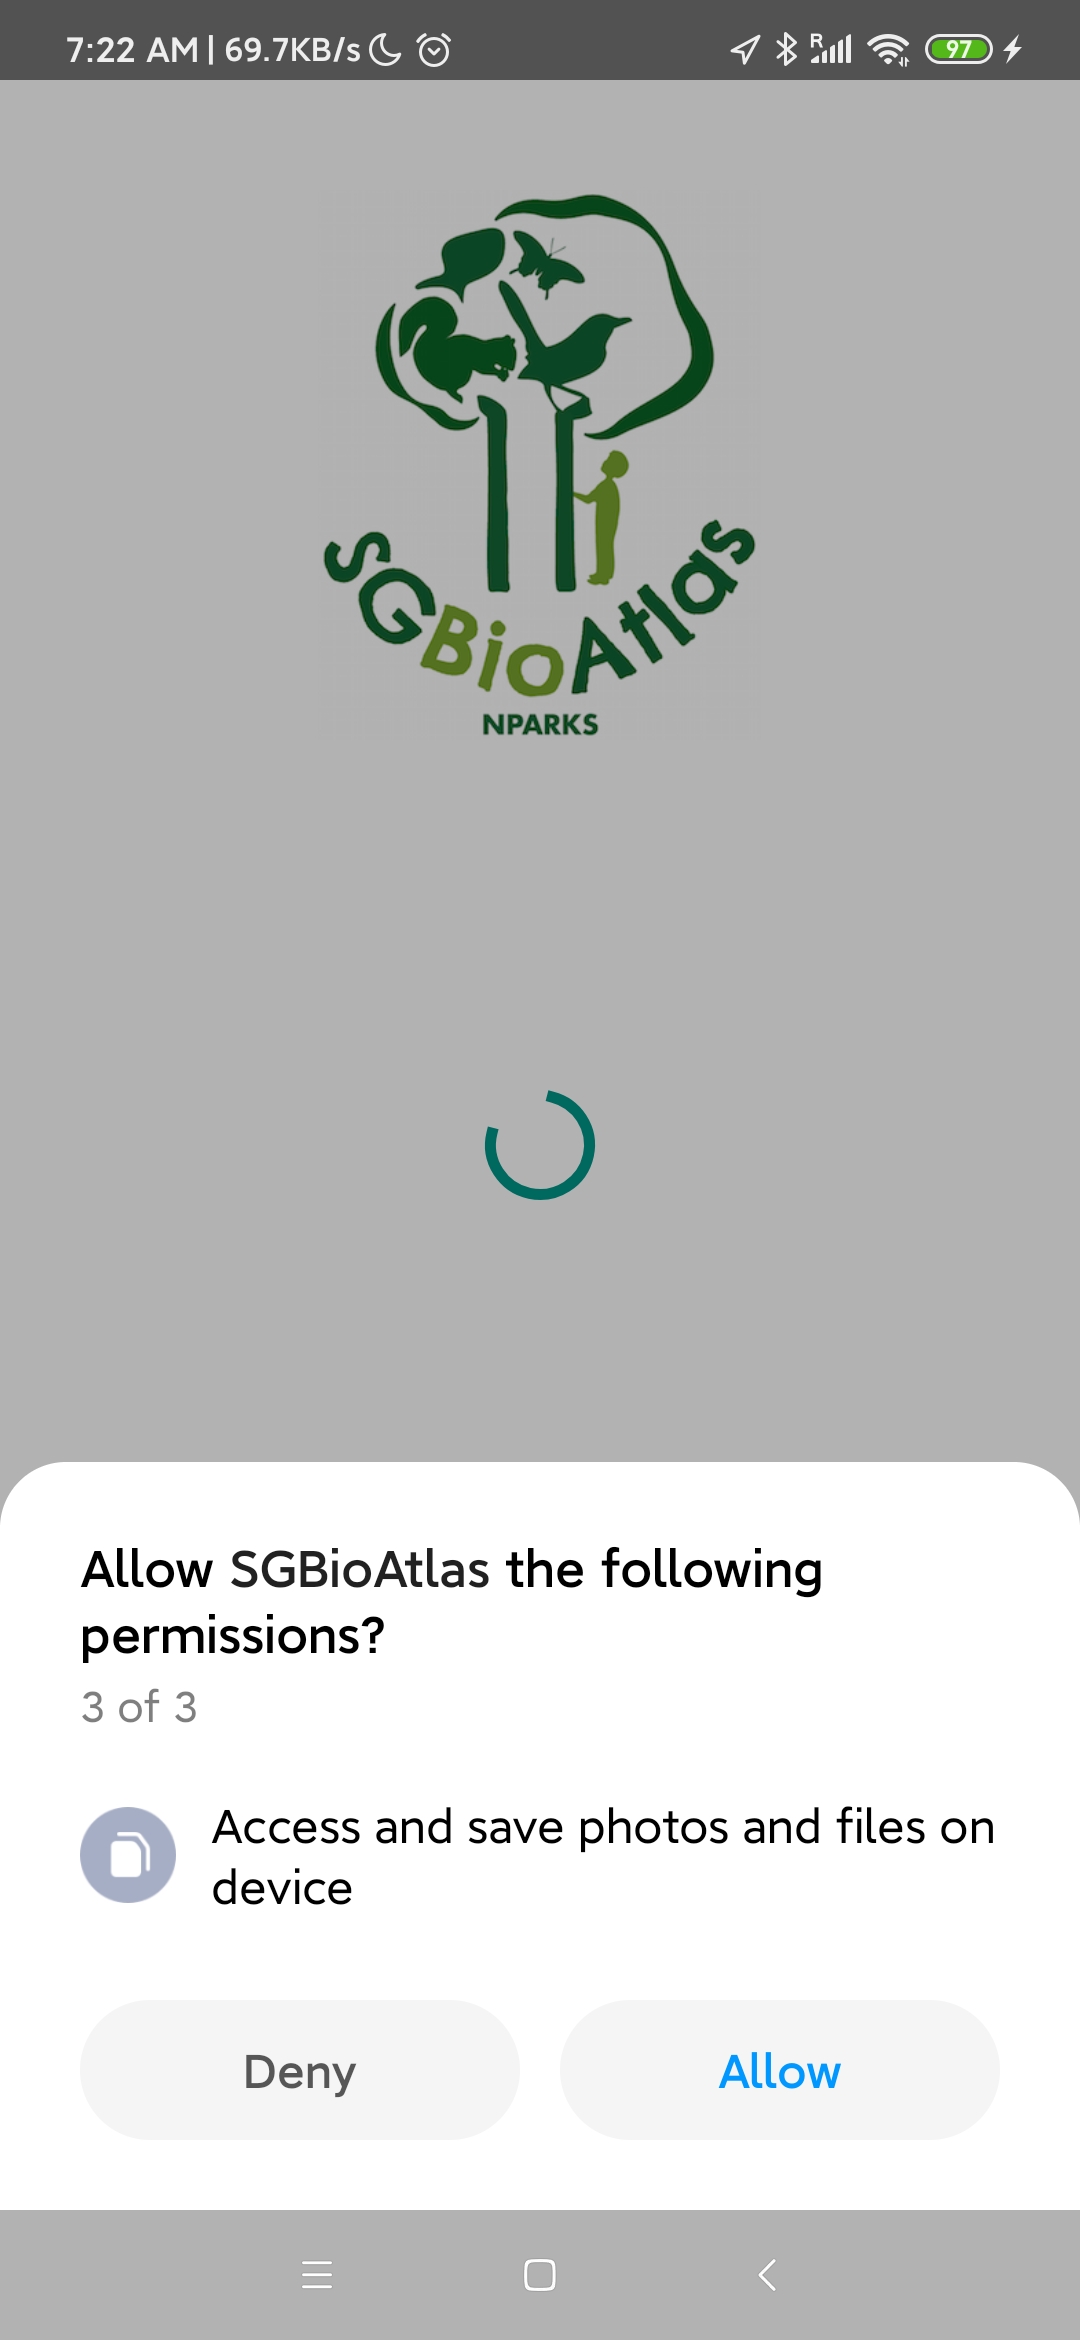 7:22 AM | 69.7KB/s
R
97
SGBioAtlas
NPARKS
Allow SGBioAtlas the following
permissions?
3 of 3
Access and save photos and files on
device
Deny
Allow